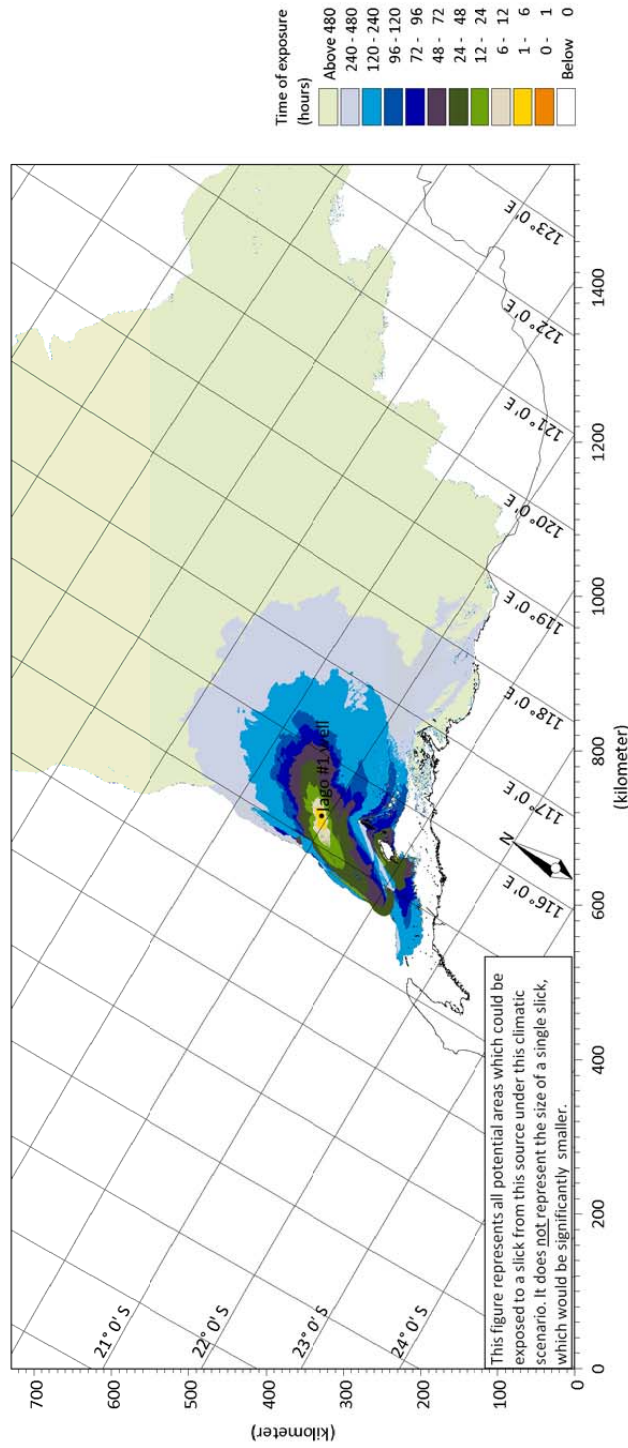 Time of exposure
(hours)
Above 480
240 - 480
120 - 240
96 - 120
72 - 96
48 - 72
24 - 48
12 - 24
6 - 12
1 - 6
0 - 1
Below 0
700
600
500
400
300
200
100
0
(kilometer)
21° 0' S
22° 0' S
23° 0' S
24° 0' S
Iago #1 well
N
116° 0' E
117° 0' E
118° 0' E
119° 0' E
120° 0' E
121° 0' E
122° 0' E
123° 0' E
This figure represents all potential areas which could be
exposed to a slick from this source under this climatic
scenario. It does not represent the size of a single slick,
which would be significantly smaller.
0
200
400
600
800
1000
1200
1400
(kilometer)